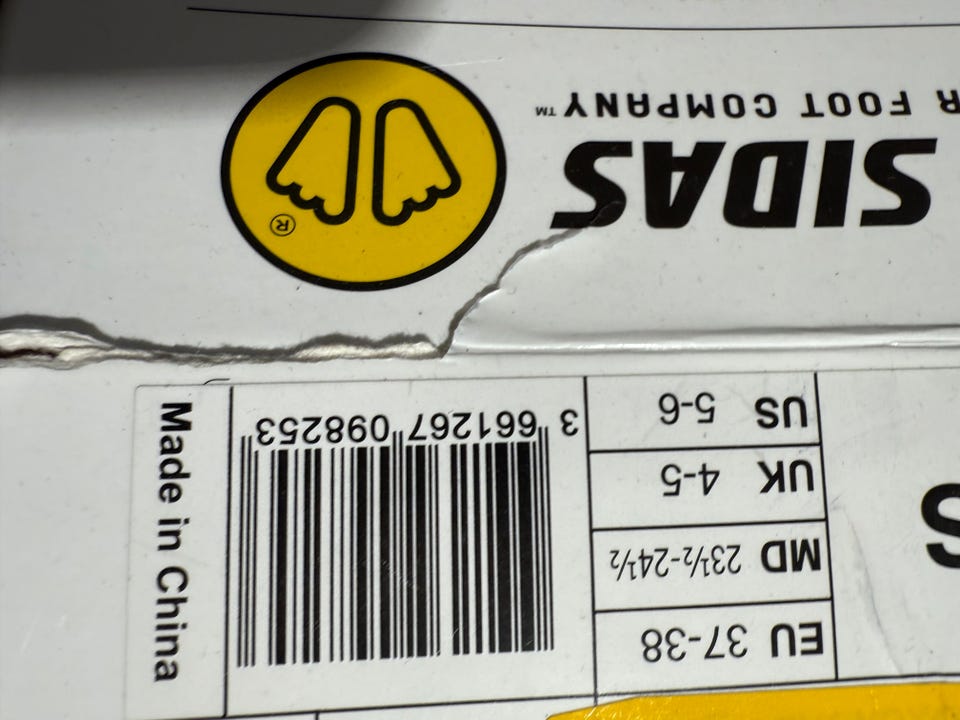 S
EU 37-38
MD 23½-24½
UK 4-5
US 5-6
3 661267 098253
Made in China
SIDAS
R FOOT COMPANY™
®